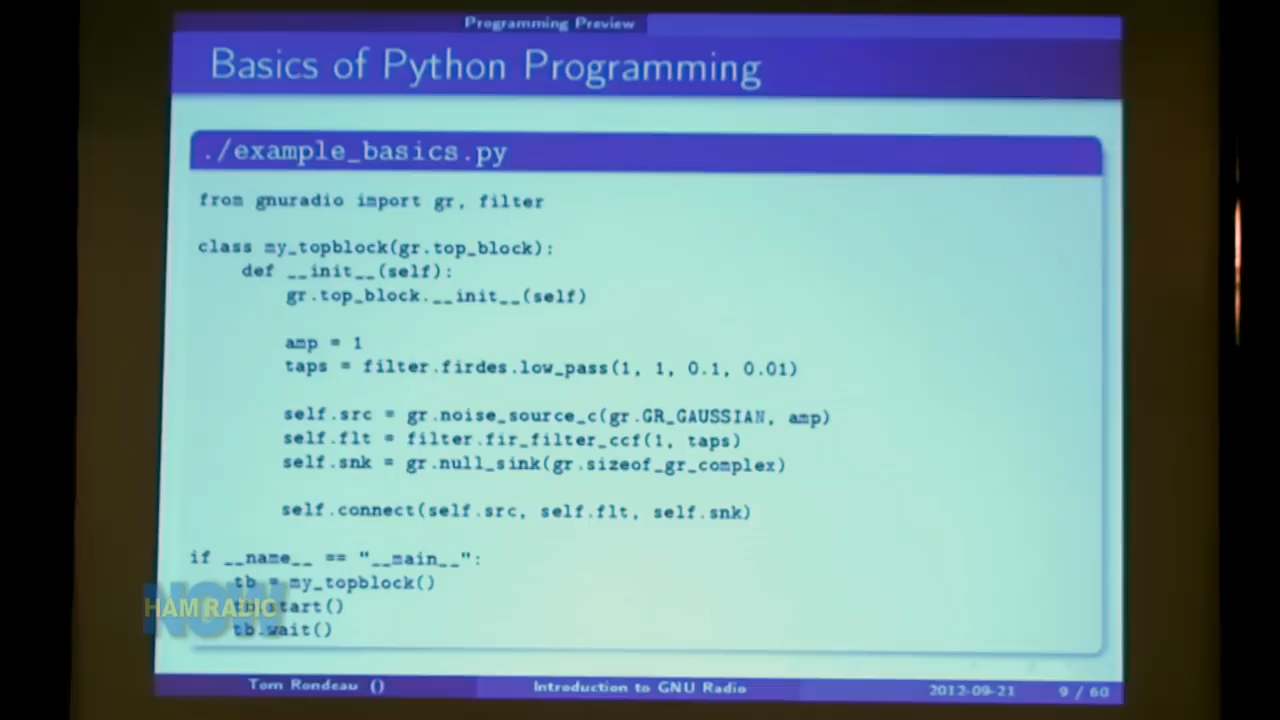 Programming Preview
Basics of Python Programming
./example_basics.py
from gnuradio import gr, filter
class my_topblock(gr.top_block):
    def __init__(self):
        gr.top_block.__init__(self)
        amp = 1
        taps = filter.firdes.low_pass(1, 1, 0.1, 0.01)
        self.src = gr.noise_source_c(gr.GR_GAUSSIAN, amp)
        self.flt = filter.fir_filter_ccf(1, taps)
        self.snk = gr.null_sink(gr.sizeof_gr_complex)
        self.connect(self.src, self.flt, self.snk)
if __name__ == "__main__":
    tb = my_topblock()
    tb.start()
    tb.wait()
HAM RADIO
NOW
Tom Rondeau () Introduction to GNU Radio 2012-09-21 9 / 60